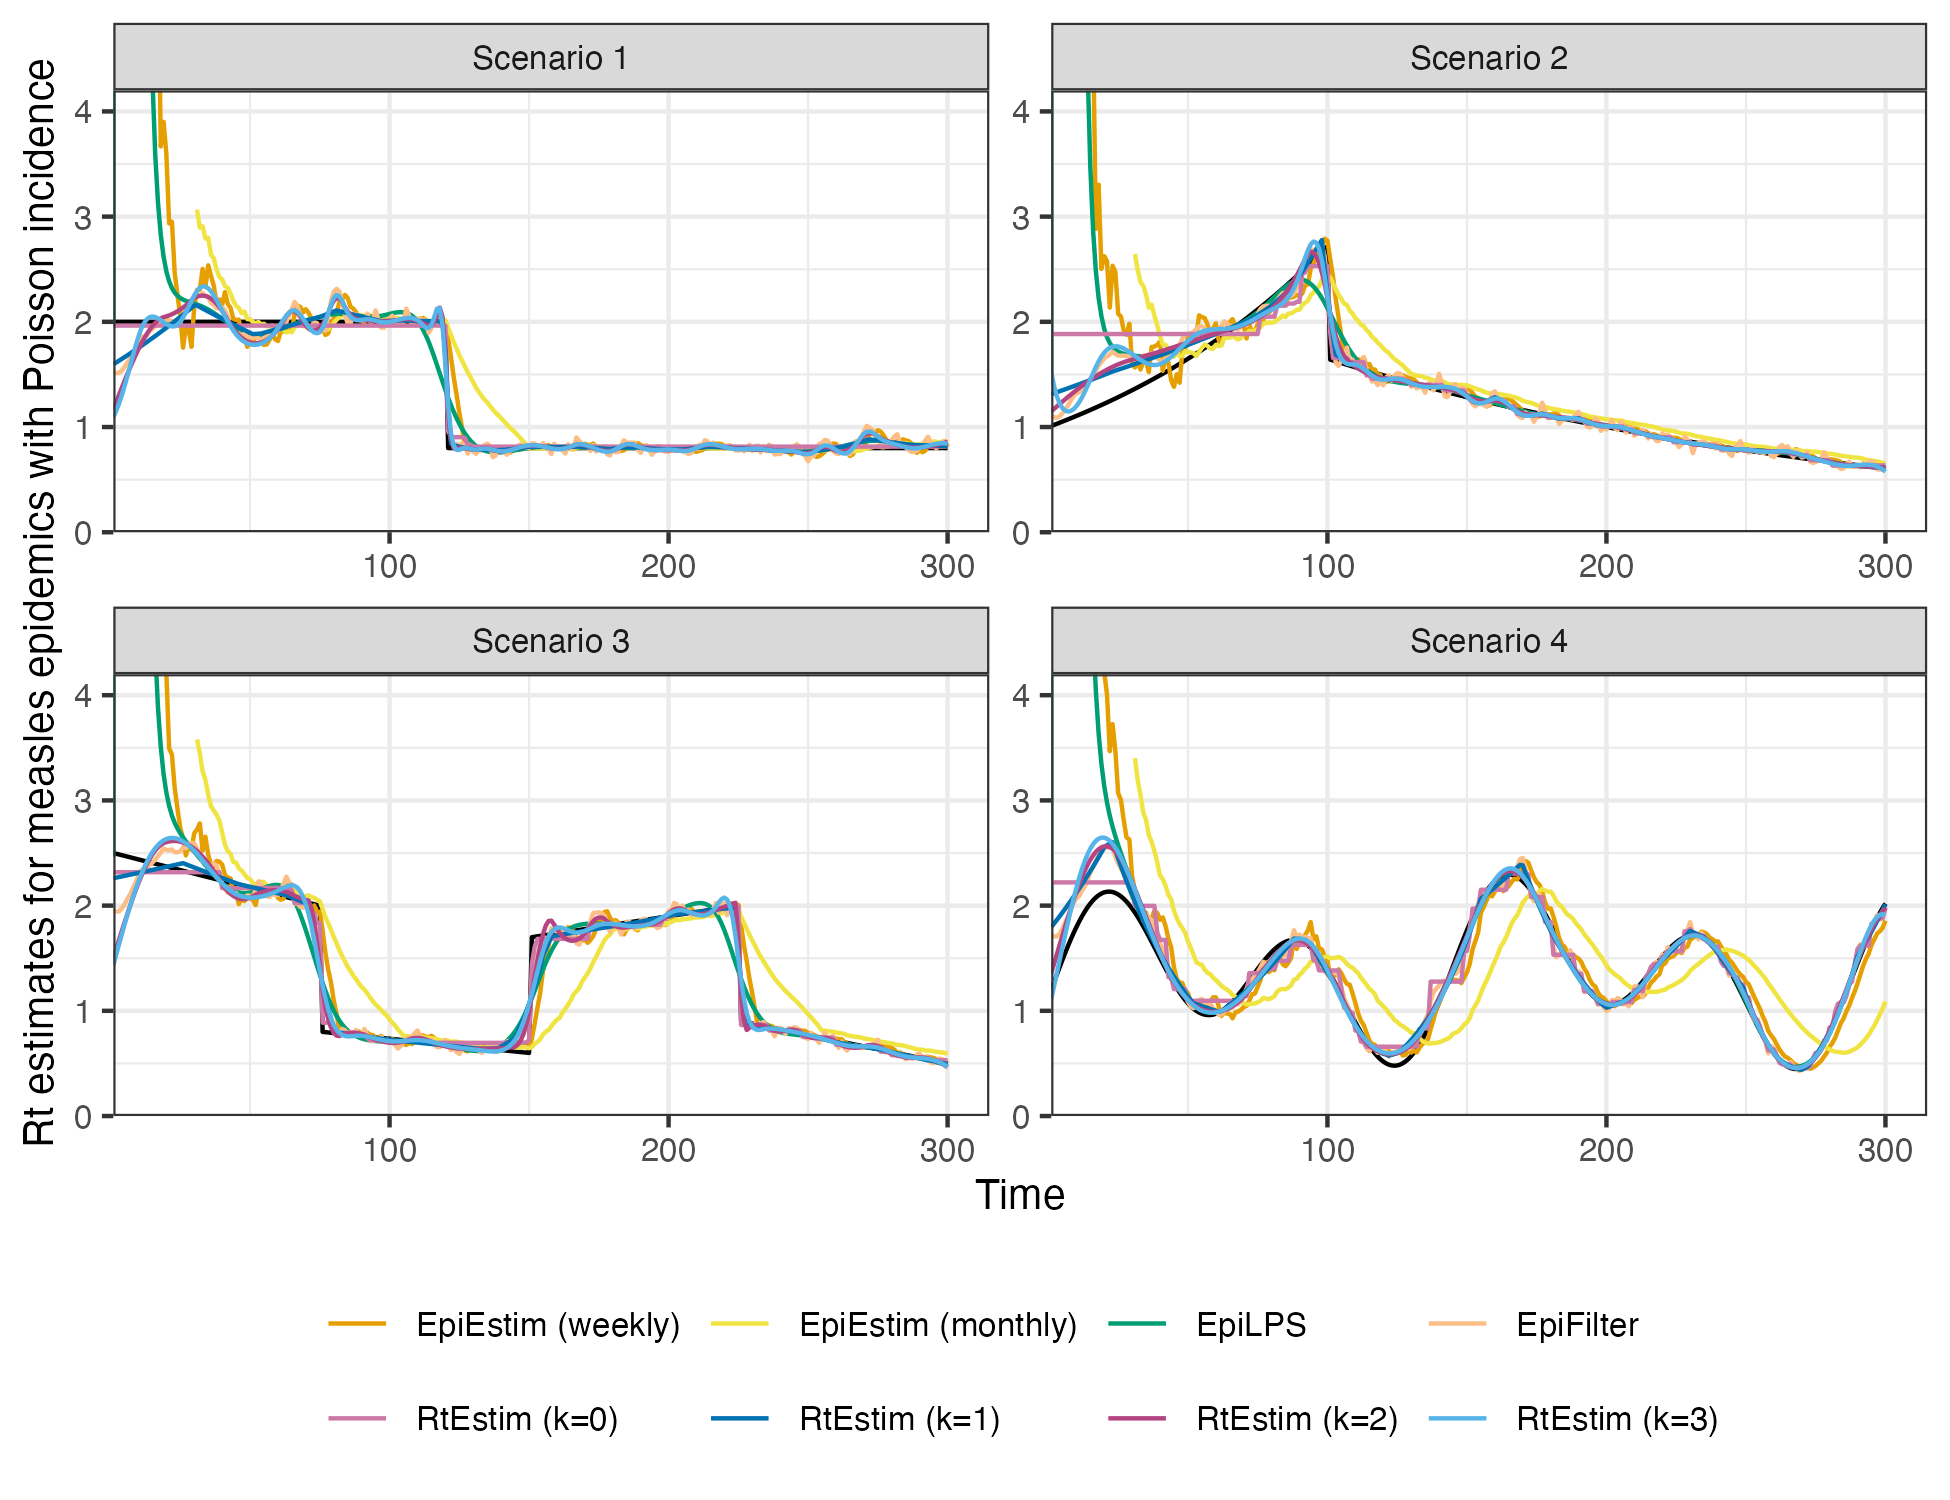 Rt estimates for measles epidemics with Poisson incidence
Scenario 1
4
3
2
1
0
100 200 300
Scenario 2
4
3
2
1
0
100 200 300
Scenario 3
4
3
2
1
0
100 200 300
Scenario 4
4
3
2
1
0
100 200 300
Time
EpiEstim (weekly) EpiEstim (monthly) EpiLPS EpiFilter
RtEstim (k=0) RtEstim (k=1) RtEstim (k=2) RtEstim (k=3)